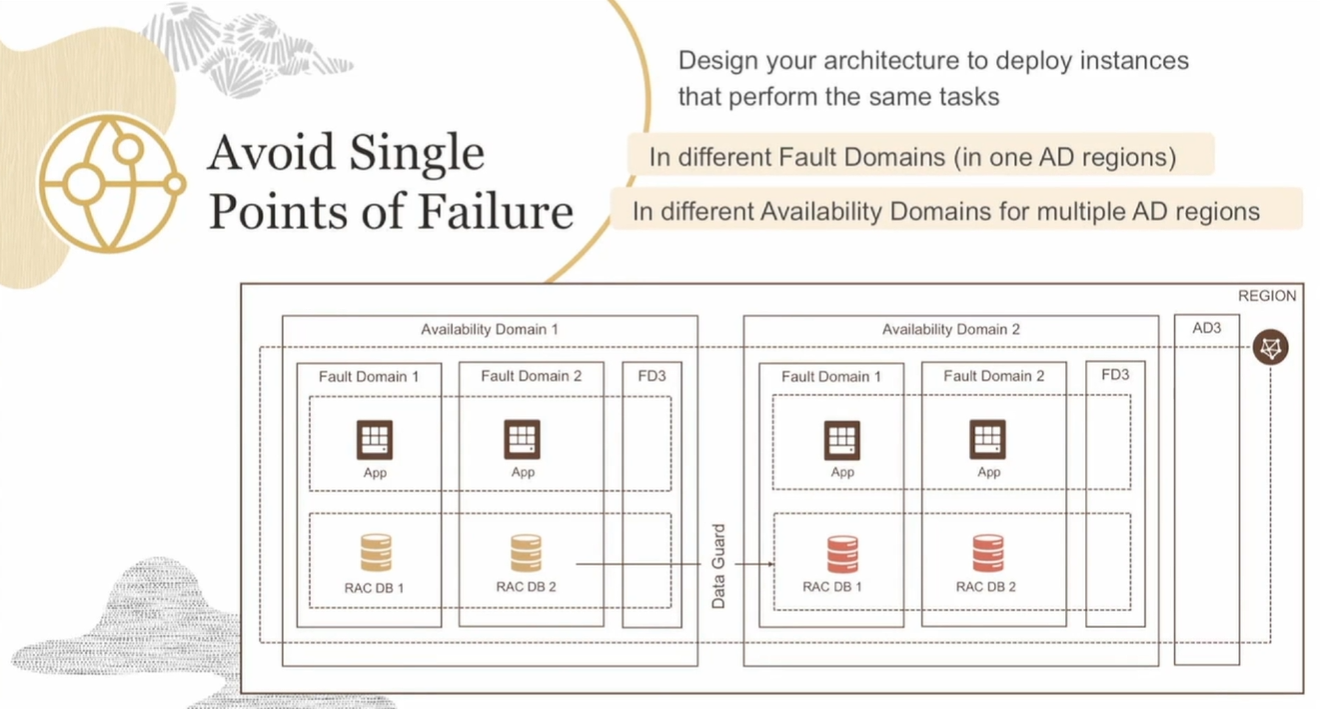 Design your architecture to deploy instances
that perform the same tasks
Avoid Single
Points of Failure
In different Fault Domains (in one AD regions)
In different Availability Domains for multiple AD regions
REGION
Availability Domain 1
Availability Domain 2
AD3
Fault Domain 1
Fault Domain 2
FD3
Fault Domain 1
Fault Domain 2
FD3
App
App
App
App
RAC DB 1
RAC DB 2
Data Guard
RAC DB 1
RAC DB 2